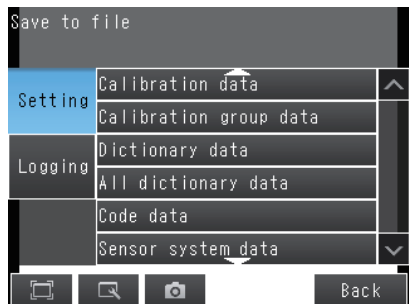 Save to file
Setting
Logging
Calibration data
Calibration group data
Dictionary data
All dictionary data
Code data
Sensor system data
Back